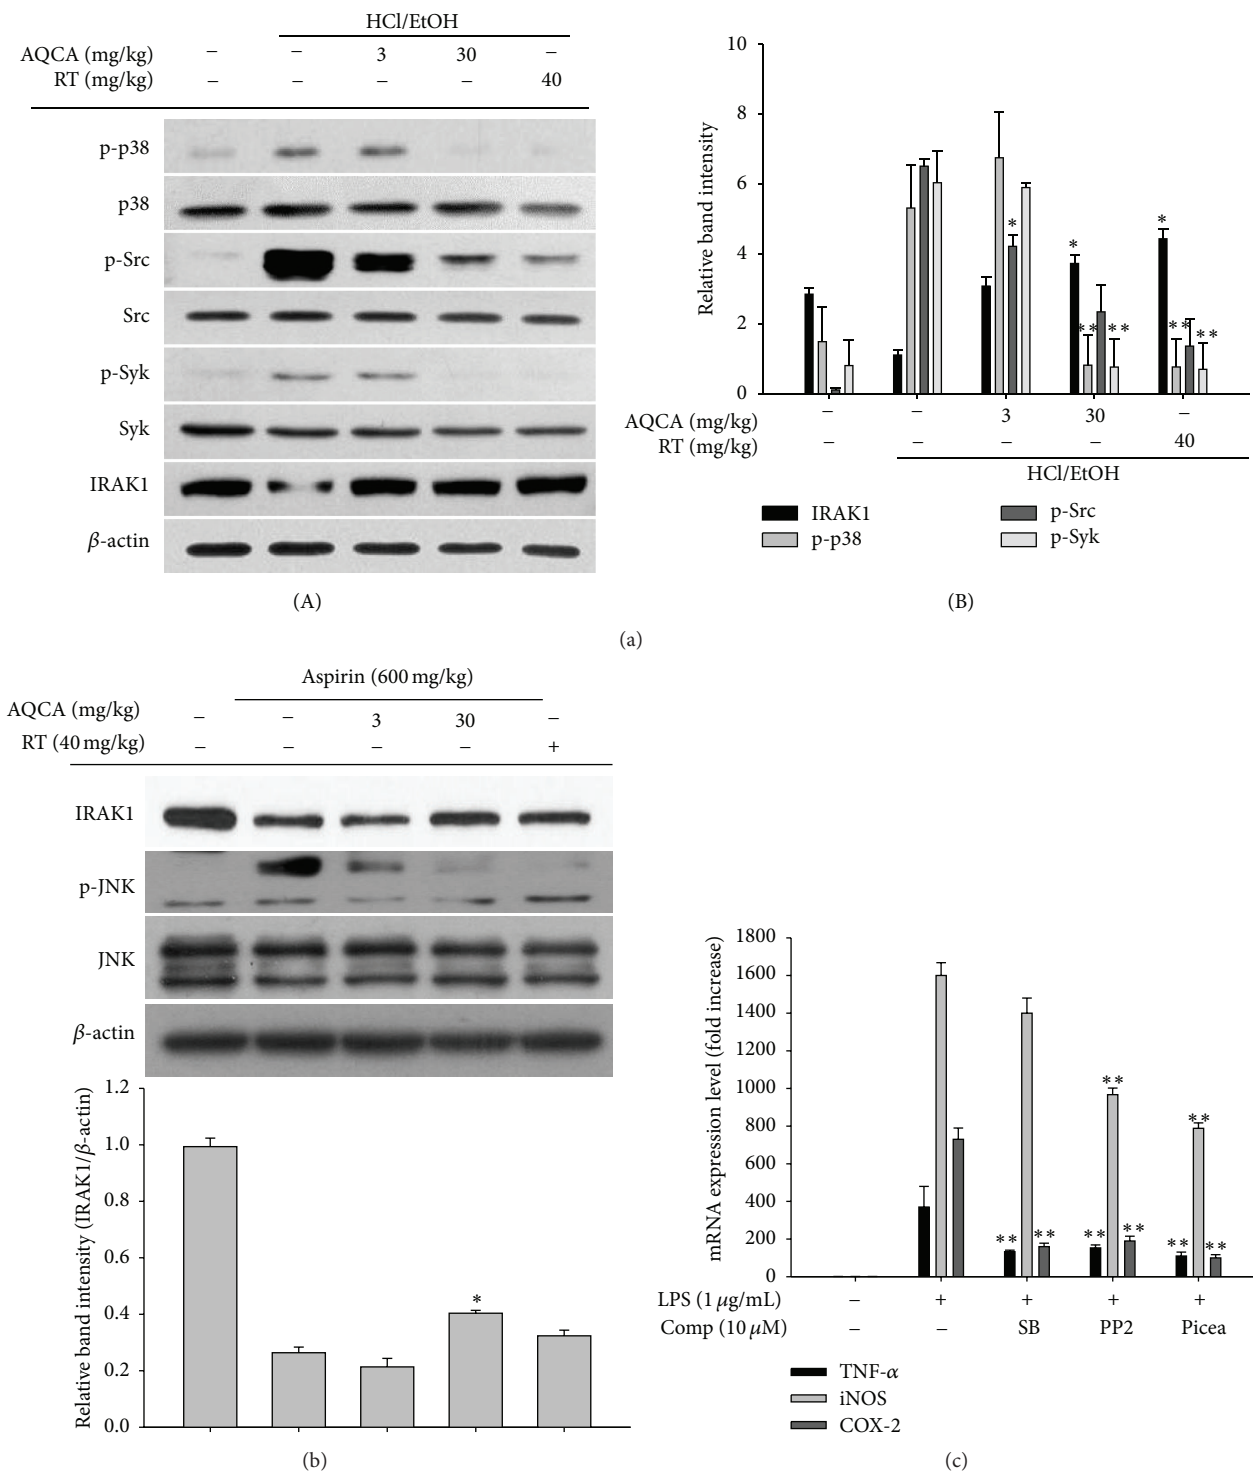 HCl/EtOH
AQCA (mg/kg) – – 3 30 –
RT (mg/kg) – – – – 40
p-p38
p38
p-Src
Src
p-Syk
Syk
IRAK1
β-actin
(A)
10
8
6
4
2
0
Relative band intensity
* * * * * * * * * * *
AQCA (mg/kg) – – 3 30 –
RT (mg/kg) – – – – 40
HCl/EtOH
IRAK1
p-p38
p-Src
p-Syk
(B)
(a)
Aspirin (600 mg/kg)
AQCA (mg/kg) – – 3 30 –
RT (40 mg/kg) – – – – +
IRAK1
p-JNK
JNK
β-actin
1.2
1.0
0.8
0.6
0.4
0.2
0.0
Relative band intensity (IRAK1/β-actin)
*
(b)
1800
1600
1400
1200
1000
800
600
400
200
0
mRNA expression level (fold increase)
** ** ** ** ** ** ** **
LPS (1 μg/mL) – + + + +
Comp (10 μM) – – SB PP2 Picea
TNF-α
iNOS
COX-2
(c)